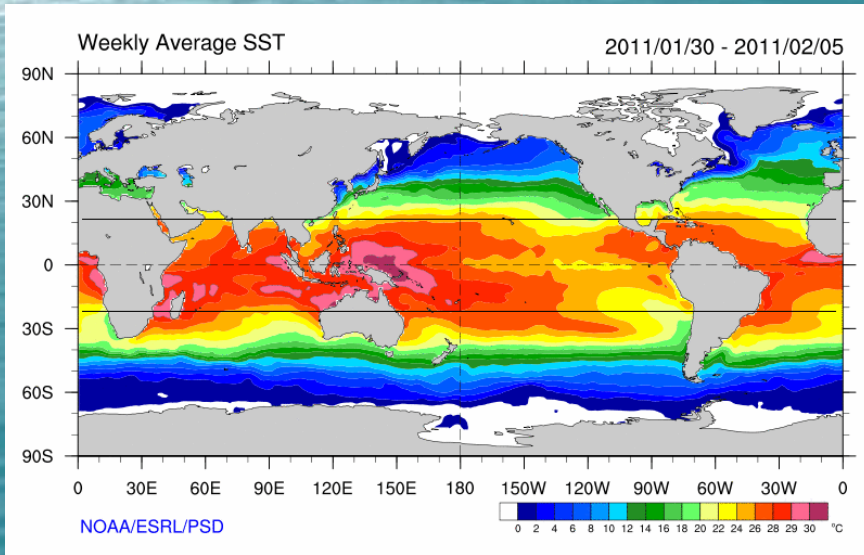 Weekly Average SST 2011/01/30 - 2011/02/05
90N
60N
30N
0
30S
60S
90S
0 30E 60E 90E 120E 150E 180 150W 120W 90W 60W 30W 0
NOAA/ESRL/PSD
0 2 4 6 8 10 12 14 16 18 20 22 24 26 28 29 30 °C